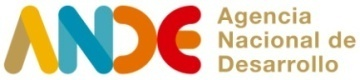 ANDE
Agencia
Nacional de
Desarrollo